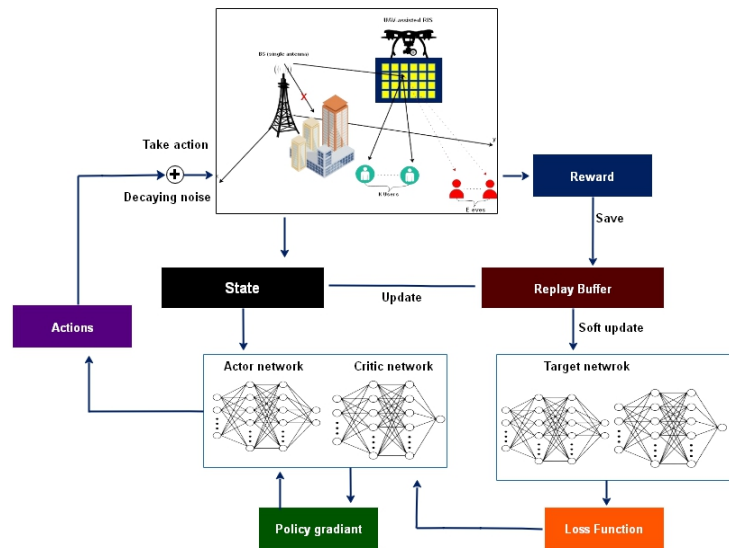 UAV-assisted RIS
BS (single antenna)
X
y
Take action
+
Decaying noise
K Users
E eves
Reward
Save
State
Update
Replay Buffer
Actions
Soft update
Actor network
Critic network
Target netwrok
Policy gradiant
Loss Function